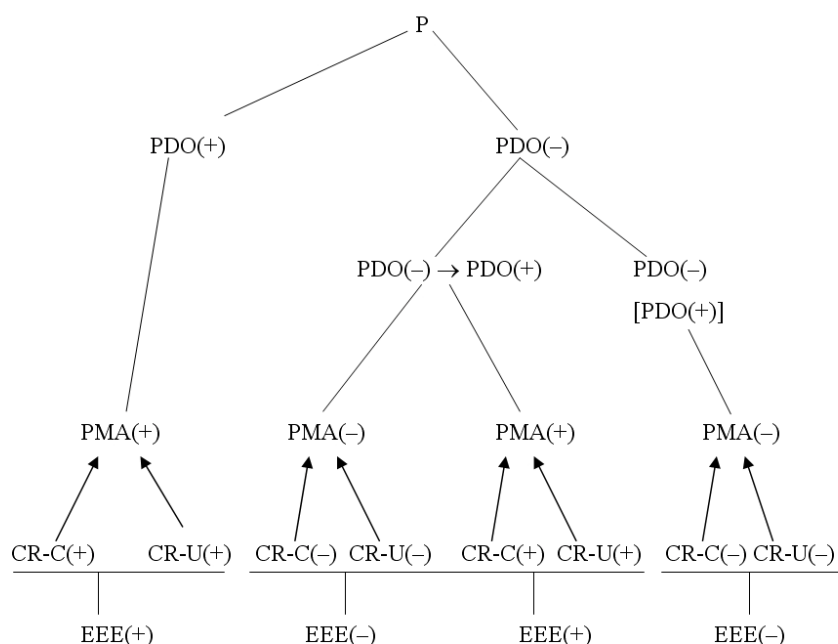 P
PDO(+) PDO(–)
PDO(–) → PDO(+) PDO(–)
[PDO(+)]
PMA(+) PMA(–) PMA(+) PMA(–)
CR-C(+) CR-U(+) CR-C(–) CR-U(–) CR-C(+) CR-U(+) CR-C(–) CR-U(–)
EEE(+) EEE(–) EEE(+) EEE(–)